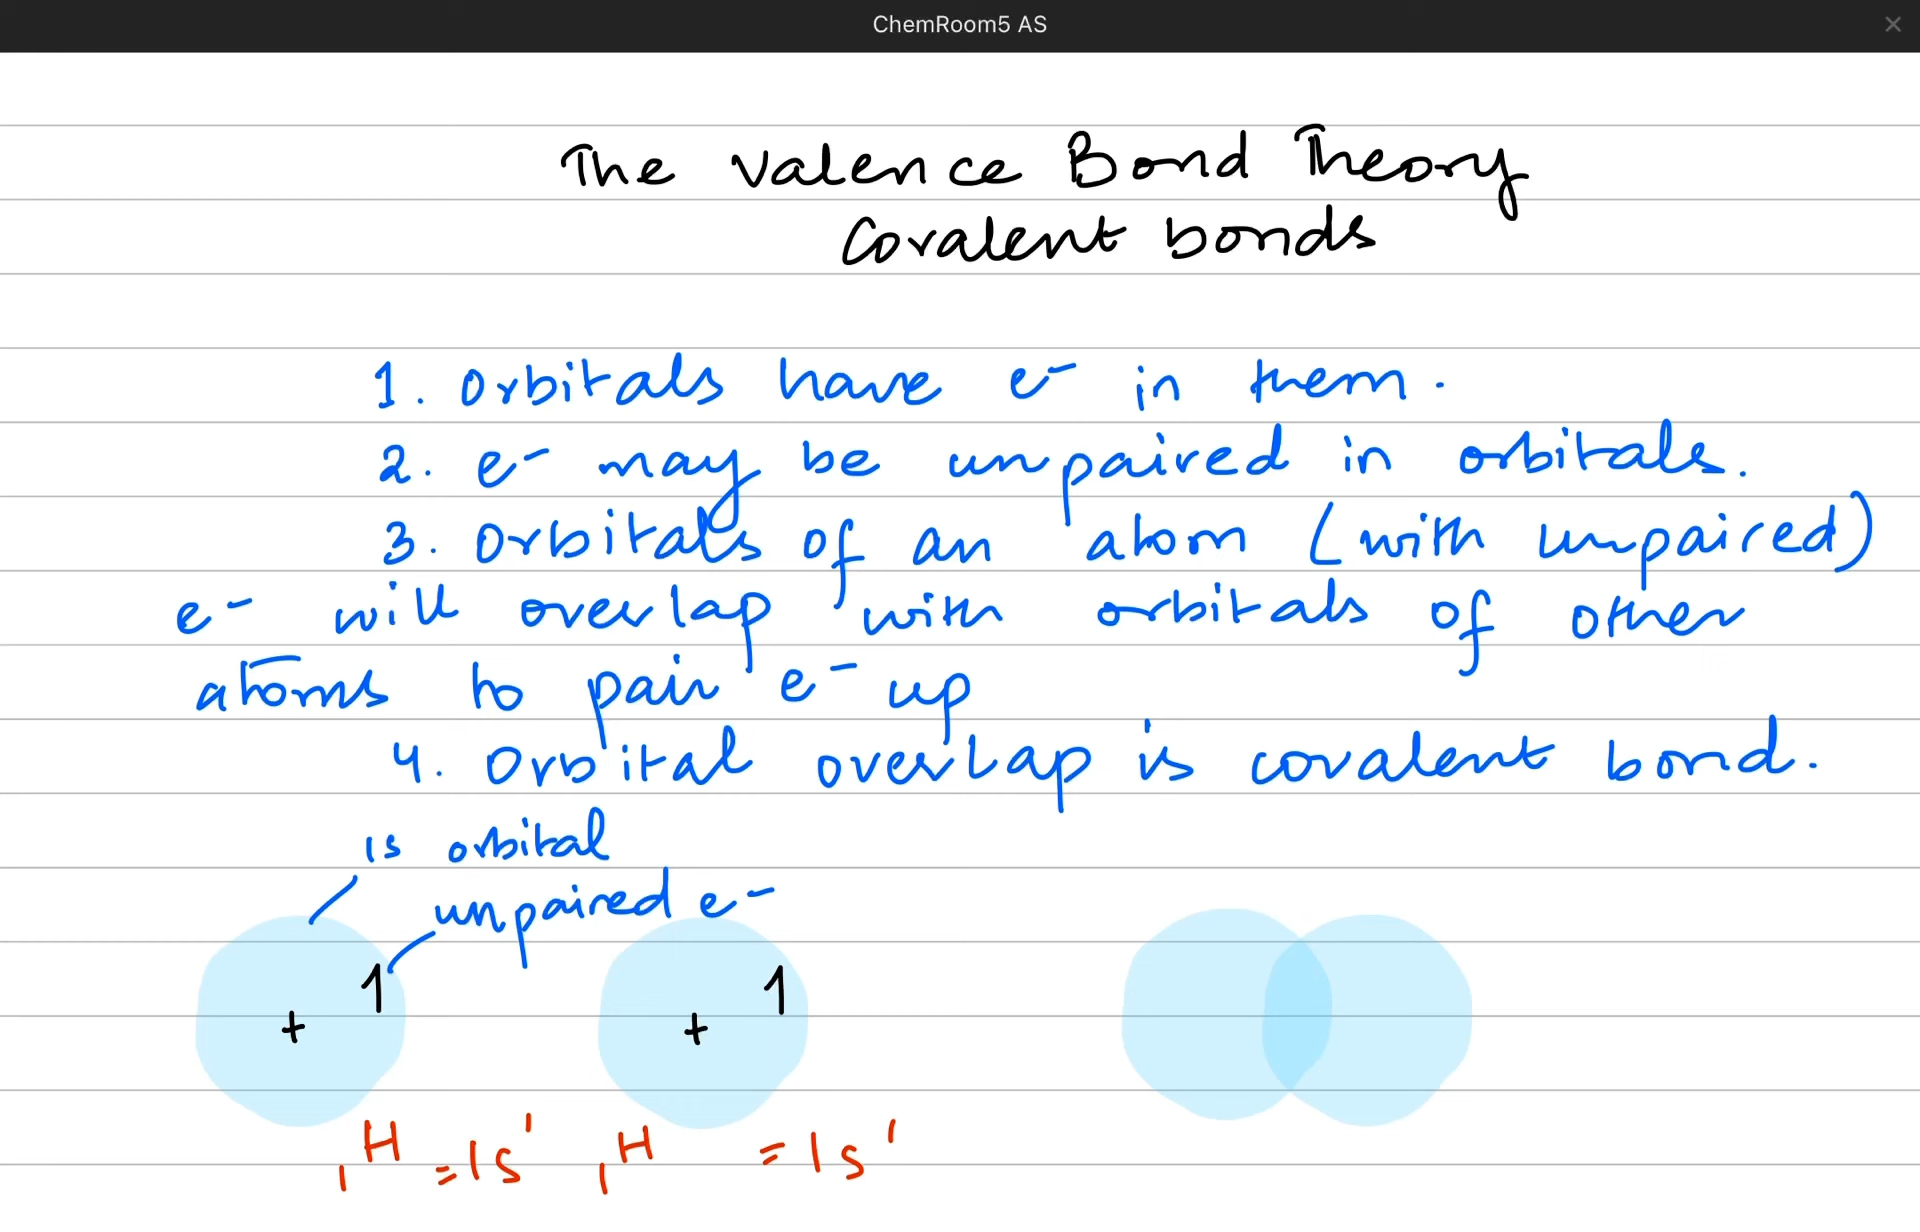 ChemRoom5 AS
The Valence Bond Theory
Covalent bonds
1. Orbitals have e⁻ in them.
2. e⁻ may be unpaired in orbitals.
3. Orbitals of an atom (with unpaired)
e⁻ will overlap with orbitals of other
atoms to pair e⁻ up
4. Orbital overlap is covalent bond.
1s orbital
unpaired e⁻
1 1
+ +
₁H = 1s¹ ₁H = 1s¹